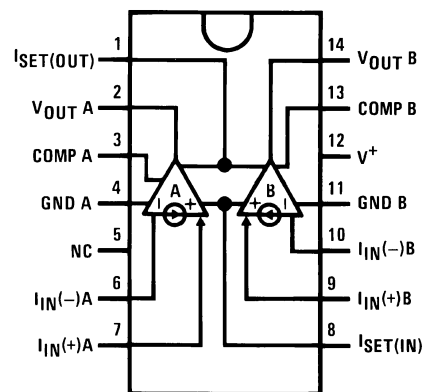 1
ISET(OUT)
2
VOUT A
3
COMP A
4
GND A
5
NC
6
IIN(−)A
7
IIN(+)A
14
VOUT B
13
COMP B
12
V+
11
GND B
10
IIN(−)B
9
IIN(+)B
8
ISET(IN)
A
− +
B
+ −